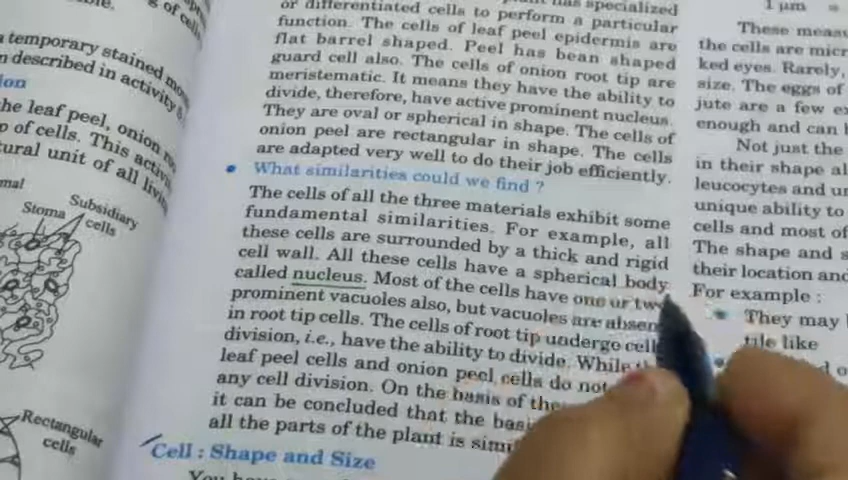 g of cell
temporary stained mo
n described in activity
ion
he leaf peel, onion ro
p of cells. This activ
tural unit of all livi
mal
Stoma
Subsidiary
cells
Rectangular
cells
has specialized
or differentiated cells to perform a particular
function. The cells of leaf peel epidermis are
flat barrel shaped. Peel has bean shaped
guard cell also. The cells of onion root tip are
meristematic. It means they have the ability to
divide, therefore, have active prominent nucleus.
They are oval or spherical in shape. The cells of
onion peel are rectangular in shape. The cells
are adapted very well to do their job efficiently.
• What similarities could we find ?
The cells of all the three materials exhibit some
fundamental similarities. For example, all
these cells are surrounded by a thick and rigid
cell wall. All these cells have a spherical body
called nucleus. Most of the cells have one or two
prominent vacuoles also, but vacuoles are absen
in root tip cells. The cells of root tip undergo cell
division, i.e., have the ability to divide. While
leaf peel cells and onion peel cells do not
any cell division. On the basis of the
it can be concluded that the basi
all the parts of the plant is simi
Cell : Shape and Size
You
1 µm =
These measu
the cells are micr
ked eyes. Rarely,
size. The eggs of
jute are a few ex
enough and can b
Not just the
in their shape al
leucocytes and
unique ability to
cells and most of
The shape and s
their location and
For example :
• They may
tile like